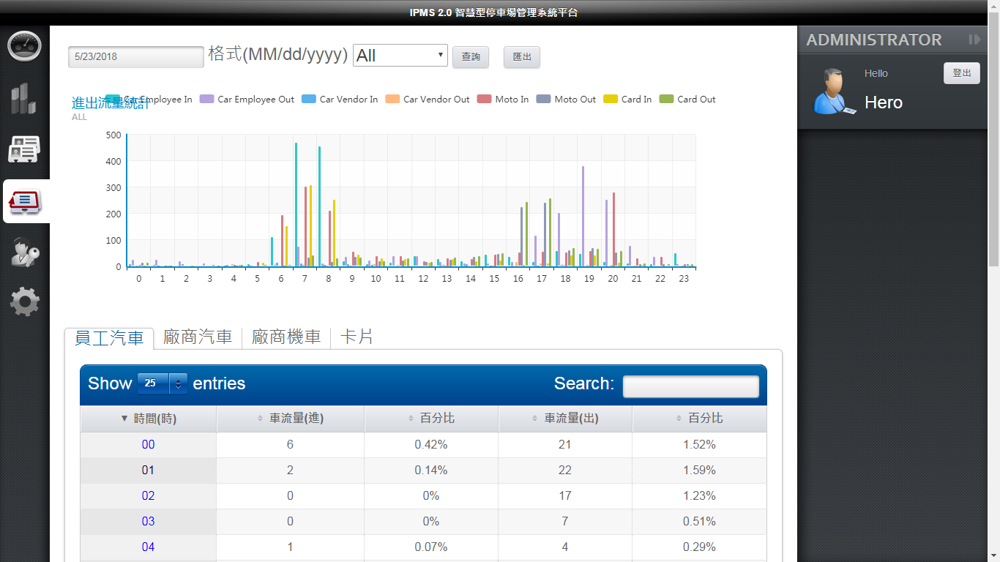 IPMS 2.0 智慧型停車場管理系統平台
5/23/2018 格式(MM/dd/yyyy) All 查詢 匯出
ADMINISTRATOR
Hello
Hero
登出
進出流量統計
ALL
Car Employee In Car Employee Out Car Vendor In Car Vendor Out Moto In Moto Out Card In Card Out
500
400
300
200
100
0
0 1 2 3 4 5 6 7 8 9 10 11 12 13 14 15 16 17 18 19 20 21 22 23
員工汽車 廠商汽車 廠商機車 卡片
Show 25 entries Search:
時間(時) 車流量(進) 百分比 車流量(出) 百分比
00 6 0.42% 21 1.52%
01 2 0.14% 22 1.59%
02 0 0% 17 1.23%
03 0 0% 7 0.51%
04 1 0.07% 4 0.29%